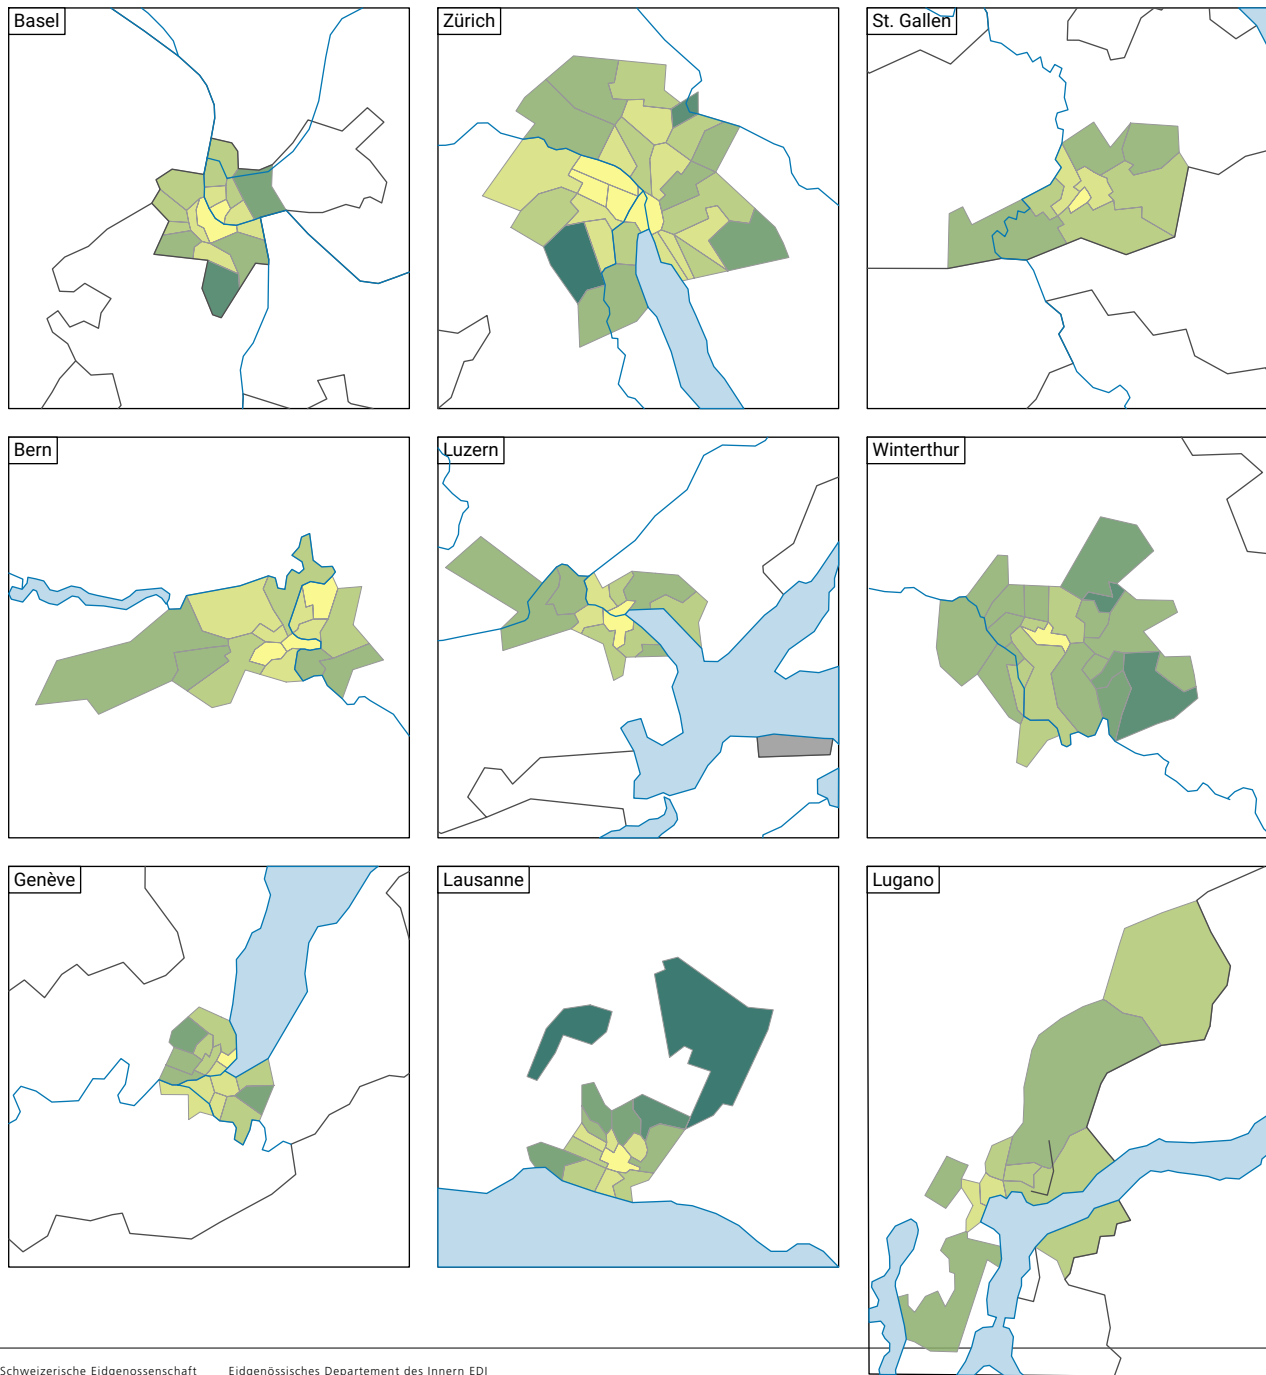 Basel
Zürich
St. Gallen
Bern
Luzern
Winterthur
Genève
Lausanne
Lugano
Schweizerische Eidgenossenschaft
Eidgenössisches Departement des Innern EDI